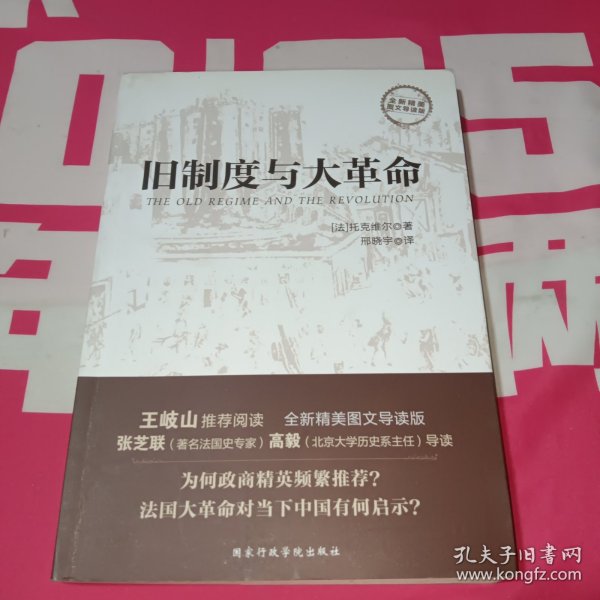 全新精美
图文导读版
旧制度与大革命
THE OLD REGIME AND THE REVOLUTION
[法]托克维尔◎著
邢晓宇◎译
王岐山 推荐阅读 全新精美图文导读版
张芝联(著名法国史专家)高毅(北京大学历史系主任)导读
为何政商精英频繁推荐?
法国大革命对当下中国有何启示?
国家行政学院出版社
孔夫子旧书网
www.kongfz.com